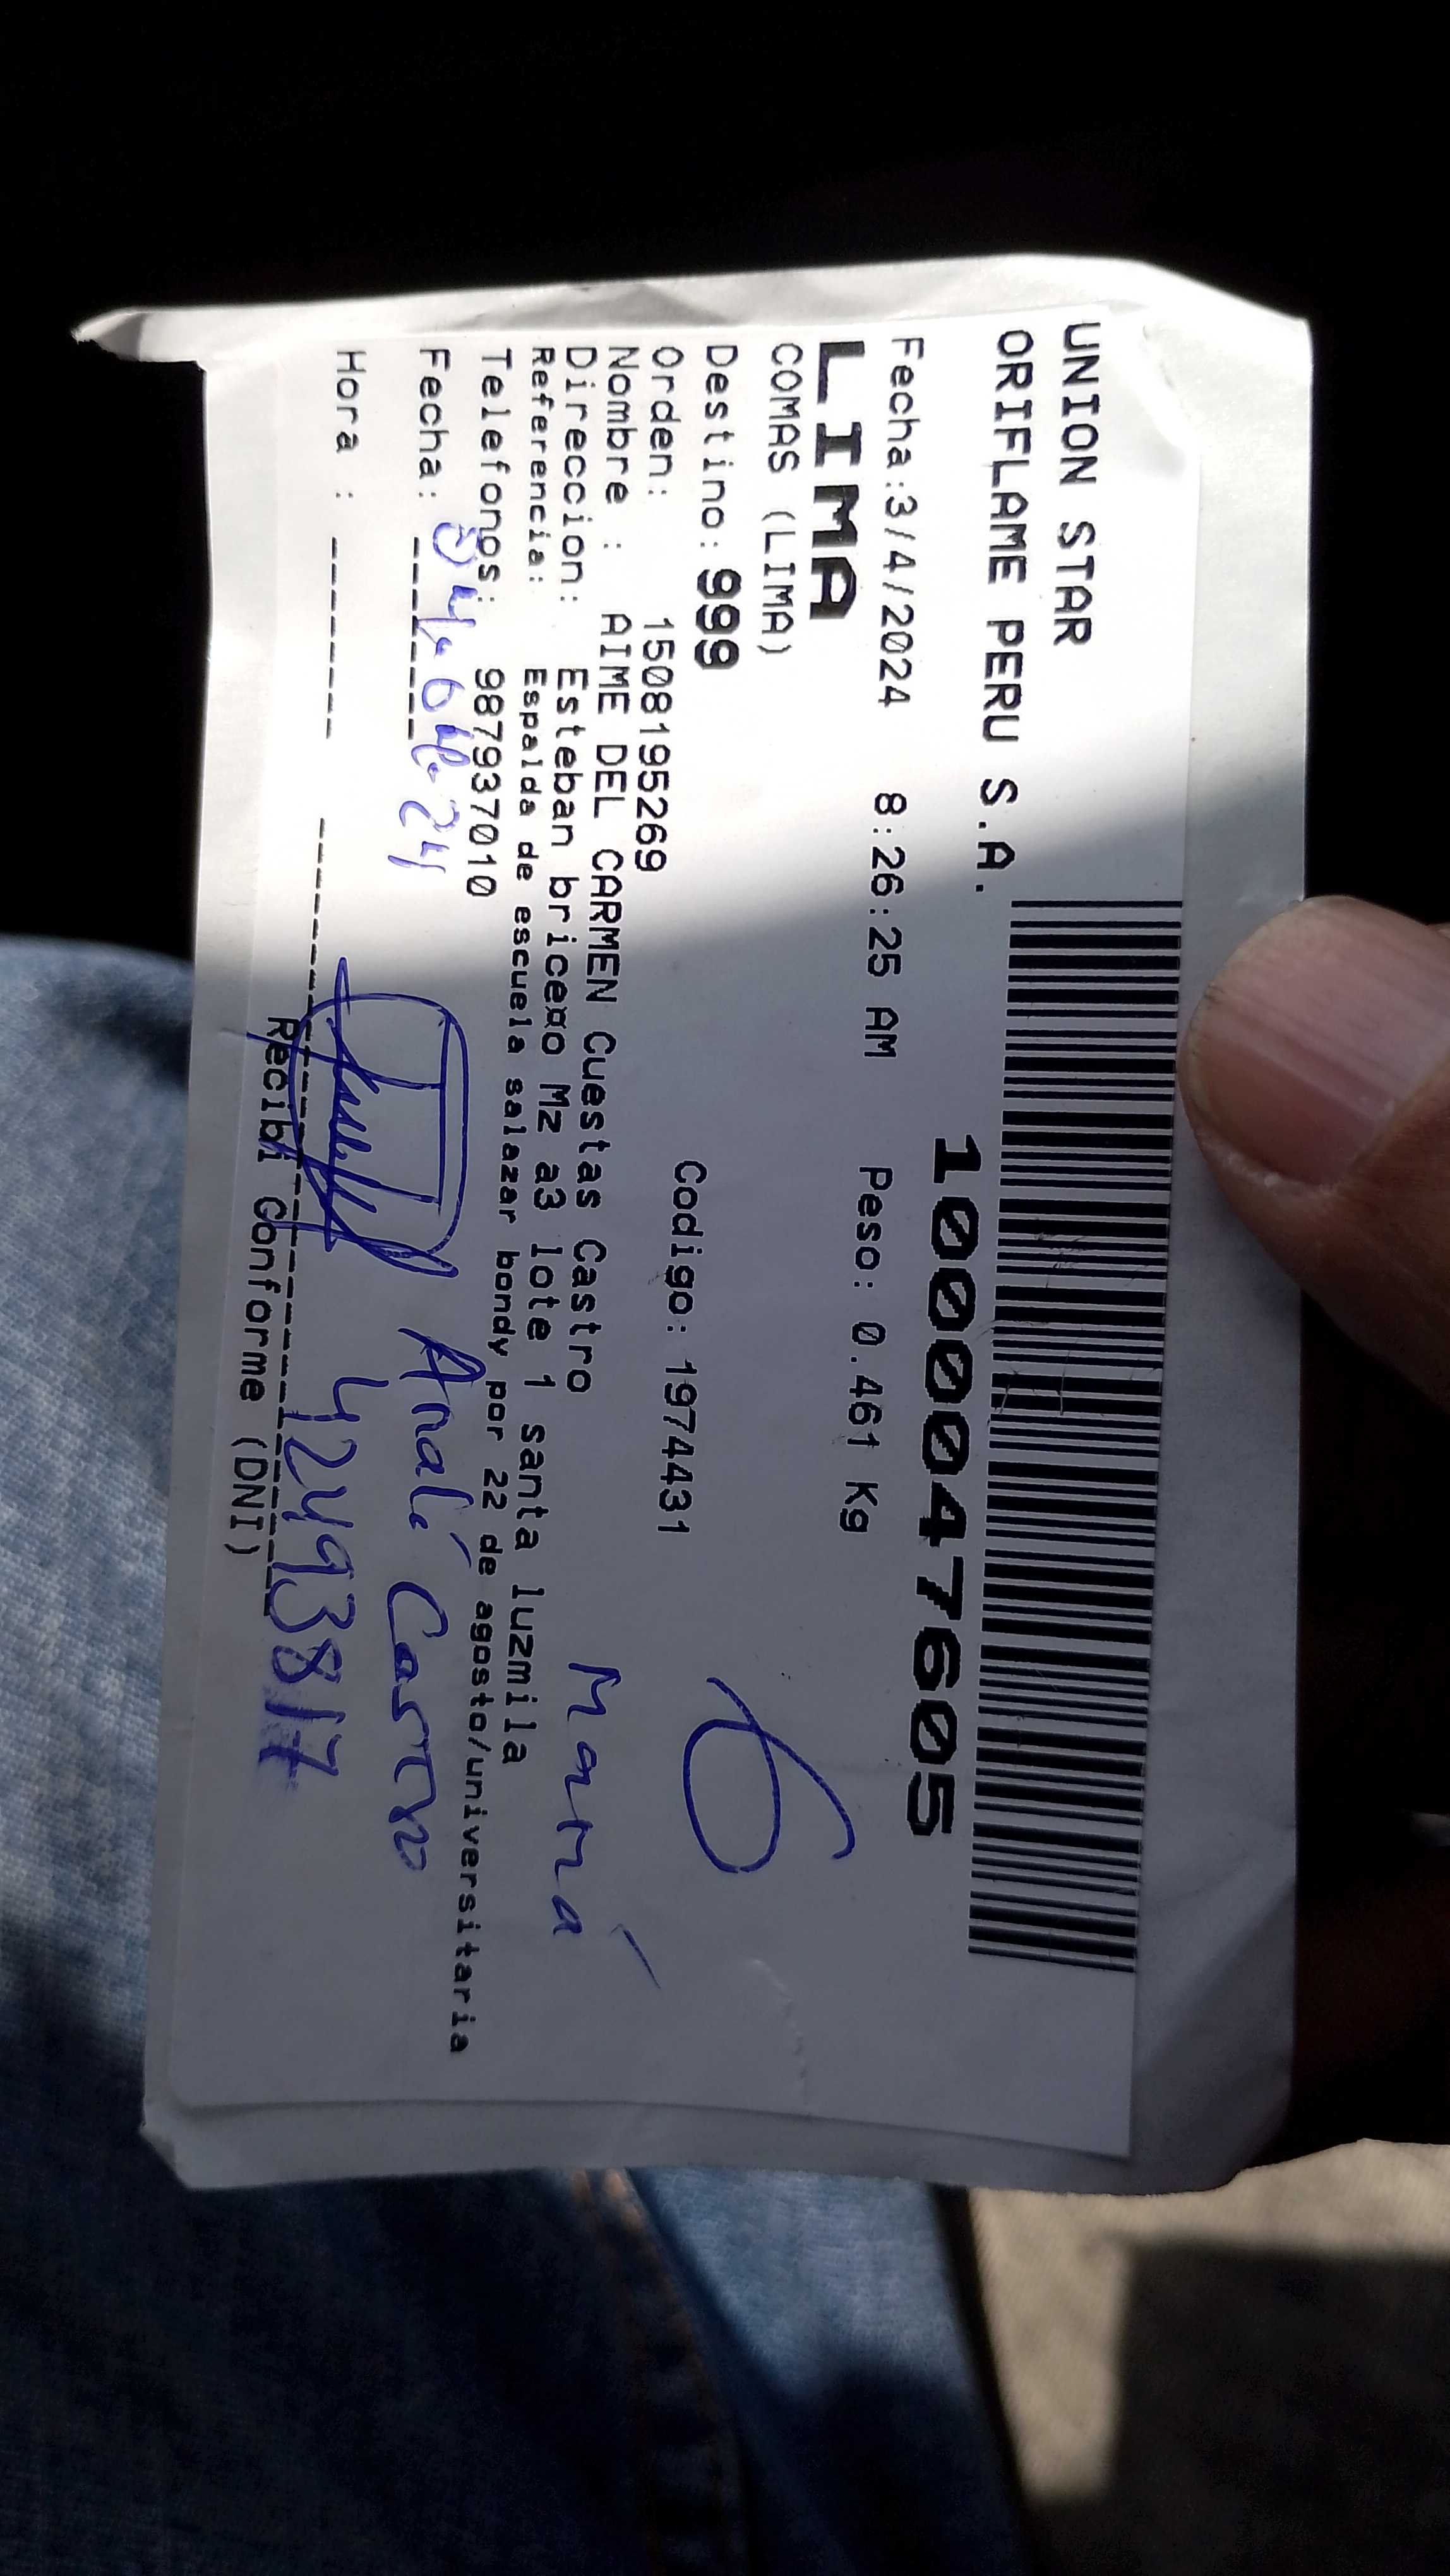 UNION STAR
ORIFLAME PERU S.A.
1000047605
Fecha:3/4/2024 8:26:25 AM Peso: 0.461 Kg
LIMA
COMAS (LIMA)
Destino: 999 Codigo: 1974431
Orden: 1508195269
Nombre : AIME DEL CARMEN Cuestas Castro
Mamá
Direccion: Esteban brice¤o Mz a3 lote 1 santa luzmila
Referencia: Espalda de escuela salazar bondy por 22 de agosto/universitaria
Telefonos: 987937010
Analí Castro
Fecha:
Hora :
42493817
Recibi Conforme (DNI)